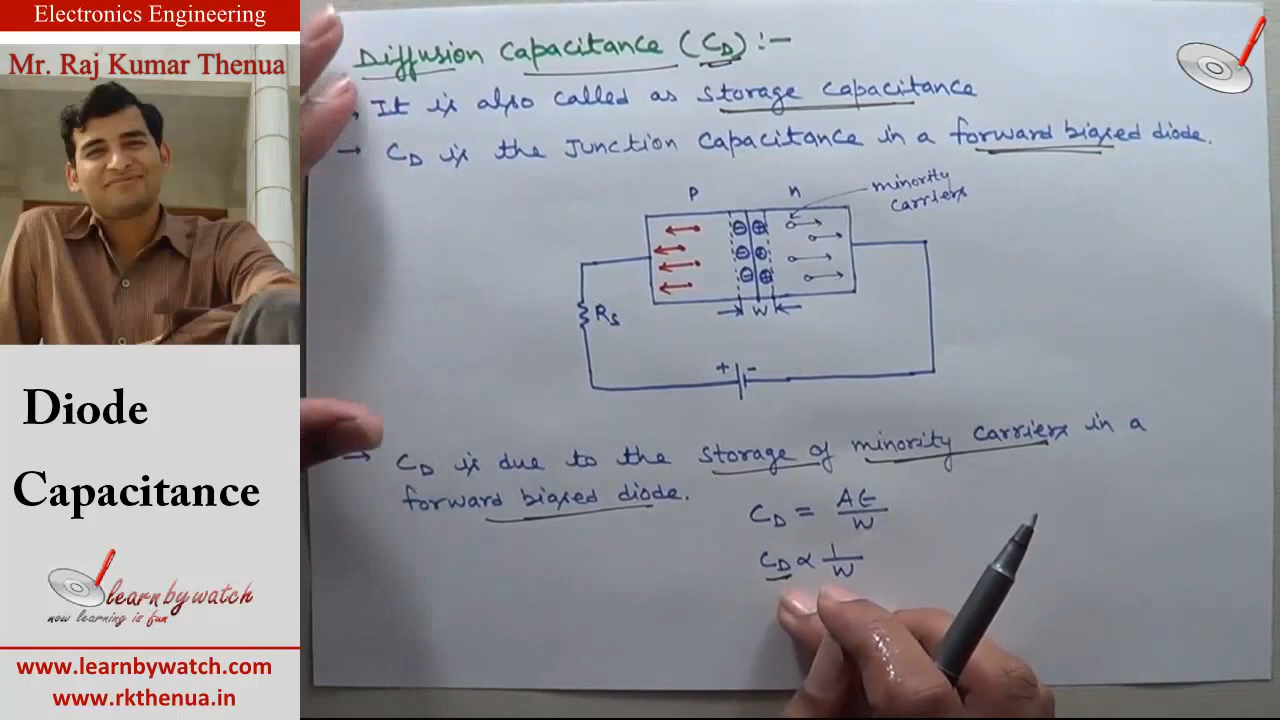 Electronics Engineering
Mr. Raj Kumar Thenua
Diode
Capacitance
learnbywatch
now learning is fun
www.learnbywatch.com
www.rkthenua.in
Diffusion Capacitance (CD) :-
It is also called as storage capacitance
→ CD is the Junction capacitance in a forward biased diode.
P
n
minority
carriers
W
Rs
+ -
→ CD is due to the storage of minority carriers in a
forward biased diode.
CD = Aϵ/W
CD ∝ 1/W